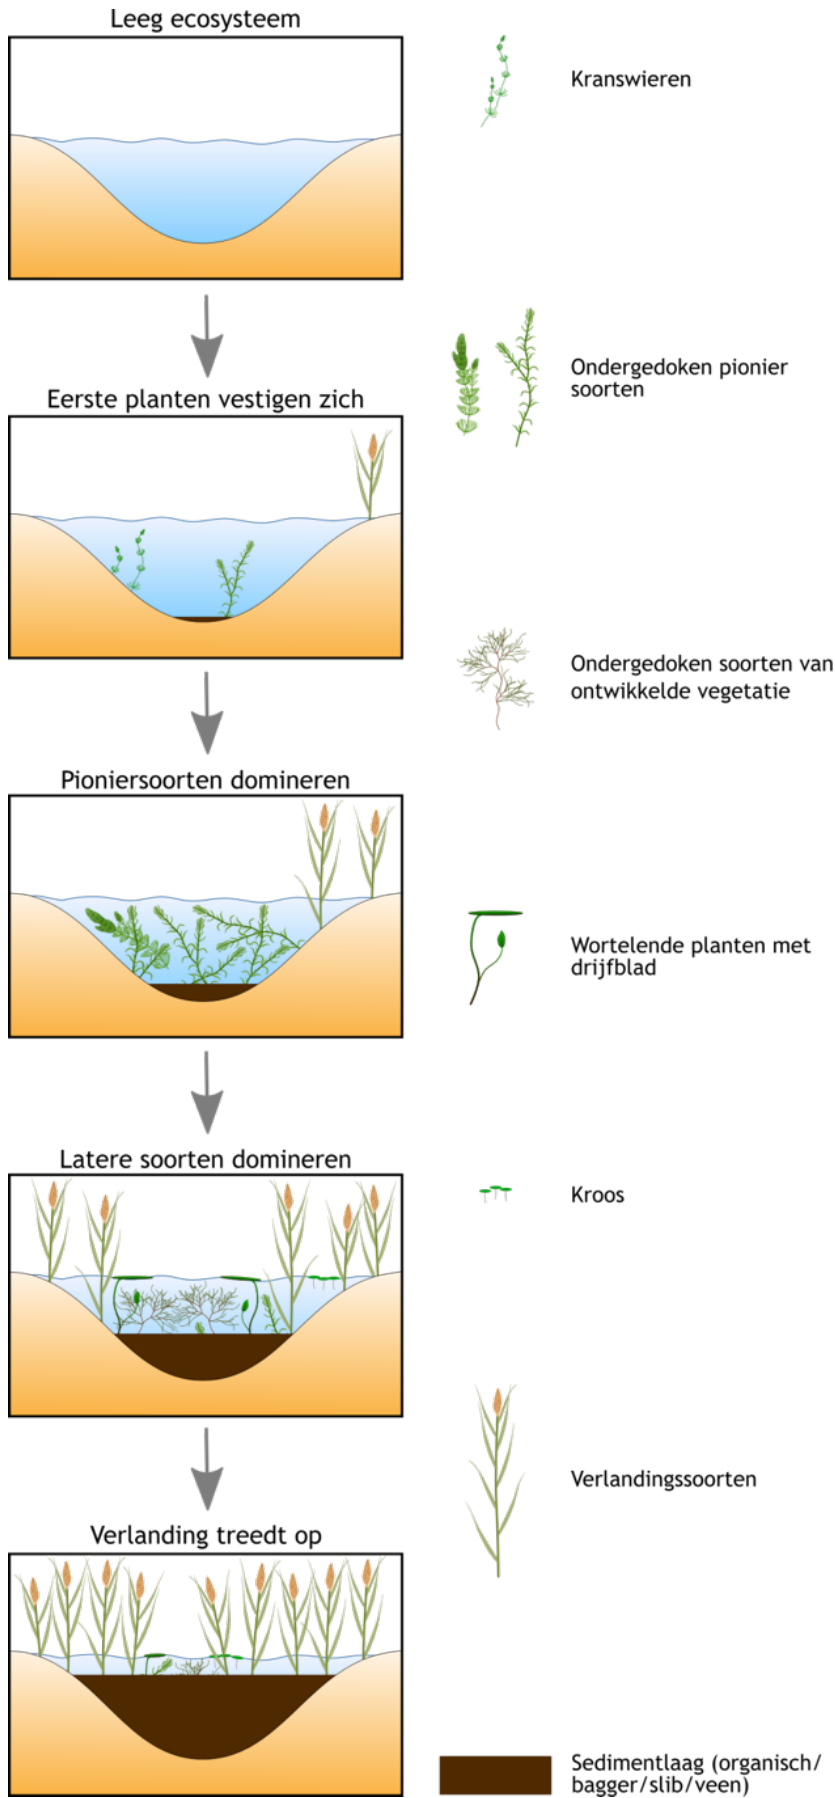 Leeg ecosysteem
Kranswieren
Ondergedoken pionier
soorten
Eerste planten vestigen zich
Ondergedoken soorten van
ontwikkelde vegetatie
Pioniersoorten domineren
Wortelende planten met
drijfblad
Latere soorten domineren
Kroos
Verlandingssoorten
Verlanding treedt op
Sedimentlaag (organisch/
bagger/slib/veen)